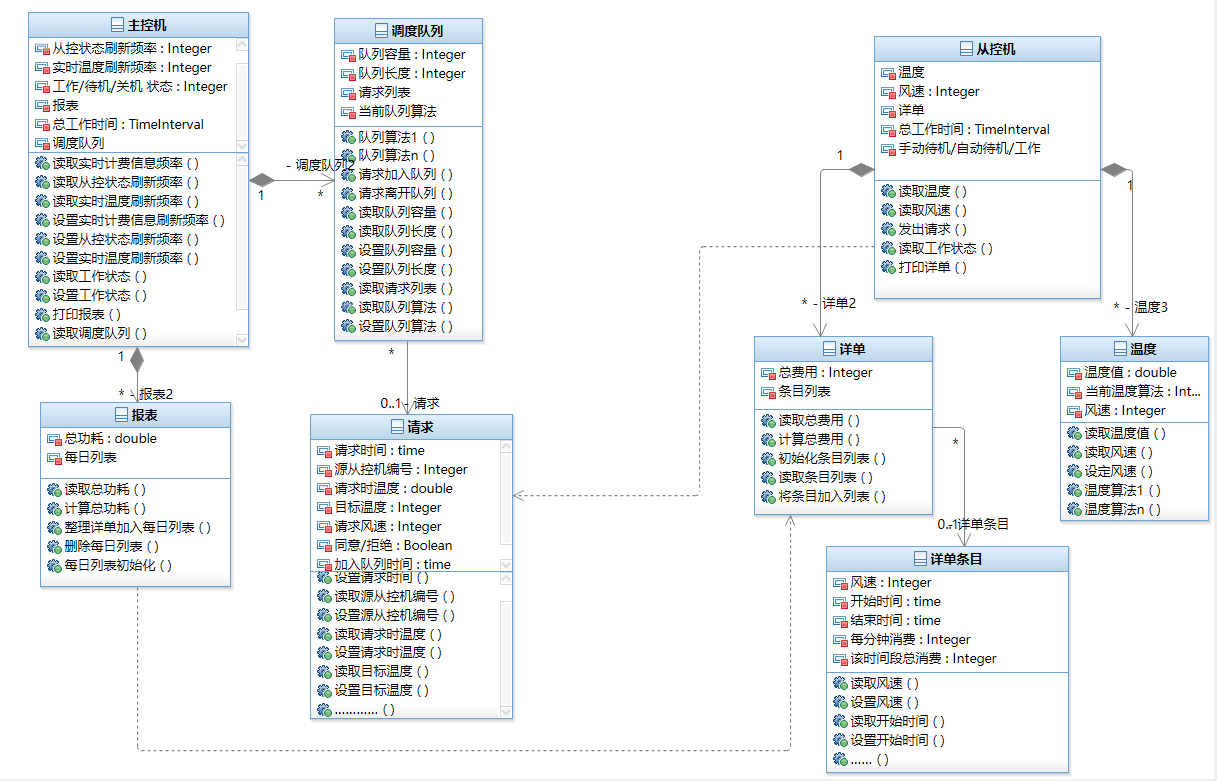 主控机
从控状态刷新频率 : Integer
实时温度刷新频率 : Integer
工作/待机/关机 状态 : Integer
报表
总工作时间 : TimeInterval
调度队列
读取实时计费信息频率 ( )
读取从控状态刷新频率 ( )
读取实时温度刷新频率 ( )
设置实时计费信息刷新频率 ( )
设置从控状态刷新频率 ( )
设置实时温度刷新频率 ( )
读取工作状态 ( )
设置工作状态 ( )
打印报表 ( )
读取调度队列 ( )
1
- 调度队列2
*
调度队列
队列容量 : Integer
队列长度 : Integer
请求列表
当前队列算法
队列算法1 ( )
队列算法n ( )
请求加入队列 ( )
请求离开队列 ( )
读取队列容量 ( )
读取队列长度 ( )
设置队列容量 ( )
设置队列长度 ( )
读取请求列表 ( )
读取队列算法 ( )
设置队列算法 ( )
从控机
温度
风速 : Integer
详单
总工作时间 : TimeInterval
手动待机/自动待机/工作
读取温度 ( )
读取风速 ( )
发出请求 ( )
读取工作状态 ( )
打印详单 ( )
1
1
* - 详单2
* - 温度3
1
* - 报表2
报表
总功耗 : double
每日列表
读取总功耗 ( )
计算总功耗 ( )
整理详单加入每日列表 ( )
删除每日列表 ( )
每日列表初始化 ( )
*
0..1 - 请求
请求
请求时间 : time
源从控机编号 : Integer
请求时温度 : double
目标温度 : Integer
请求风速 : Integer
同意/拒绝 : Boolean
加入队列时间 : time
设置请求时间 ( )
读取源从控机编号 ( )
设置源从控机编号 ( )
读取请求时温度 ( )
设置请求时温度 ( )
读取目标温度 ( )
设置目标温度 ( )
............ ( )
详单
总费用 : Integer
条目列表
读取总费用 ( )
计算总费用 ( )
初始化条目列表 ( )
读取条目列表 ( )
将条目加入列表 ( )
*
0..1
- 详单条目
温度
温度值 : double
当前温度算法 : Int...
风速 : Integer
读取温度值 ( )
读取风速 ( )
设定风速 ( )
温度算法1 ( )
温度算法n ( )
详单条目
风速 : Integer
开始时间 : time
结束时间 : time
每分钟消费 : Integer
该时间段总消费 : Integer
读取风速 ( )
设置风速 ( )
读取开始时间 ( )
设置开始时间 ( )
...... ( )